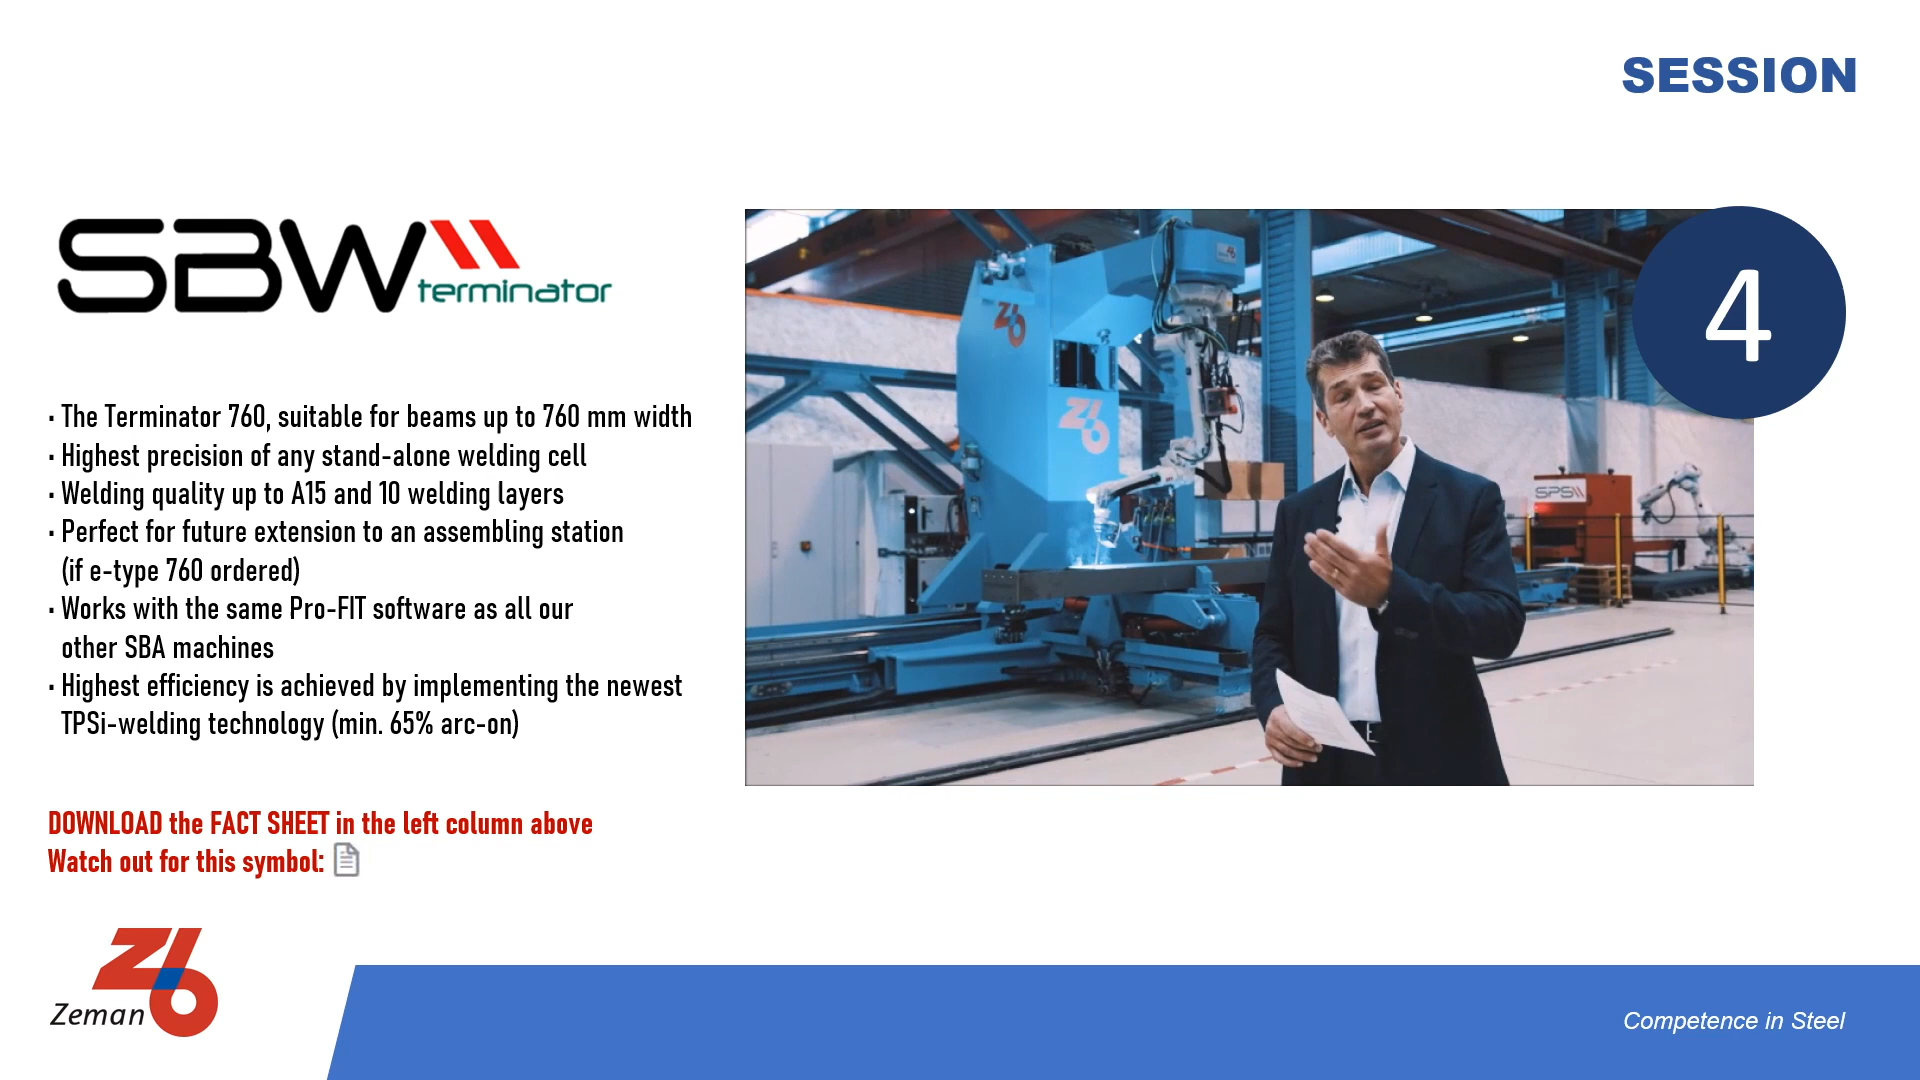 SESSION
SBW terminator
4
· The Terminator 760, suitable for beams up to 760 mm width
· Highest precision of any stand-alone welding cell
· Welding quality up to A15 and 10 welding layers
· Perfect for future extension to an assembling station
(if e-type 760 ordered)
· Works with the same Pro-FIT software as all our
other SBA machines
· Highest efficiency is achieved by implementing the newest
TPSi-welding technology (min. 65% arc-on)
SPS
DOWNLOAD the FACT SHEET in the left column above
Watch out for this symbol:
Zeman
Competence in Steel